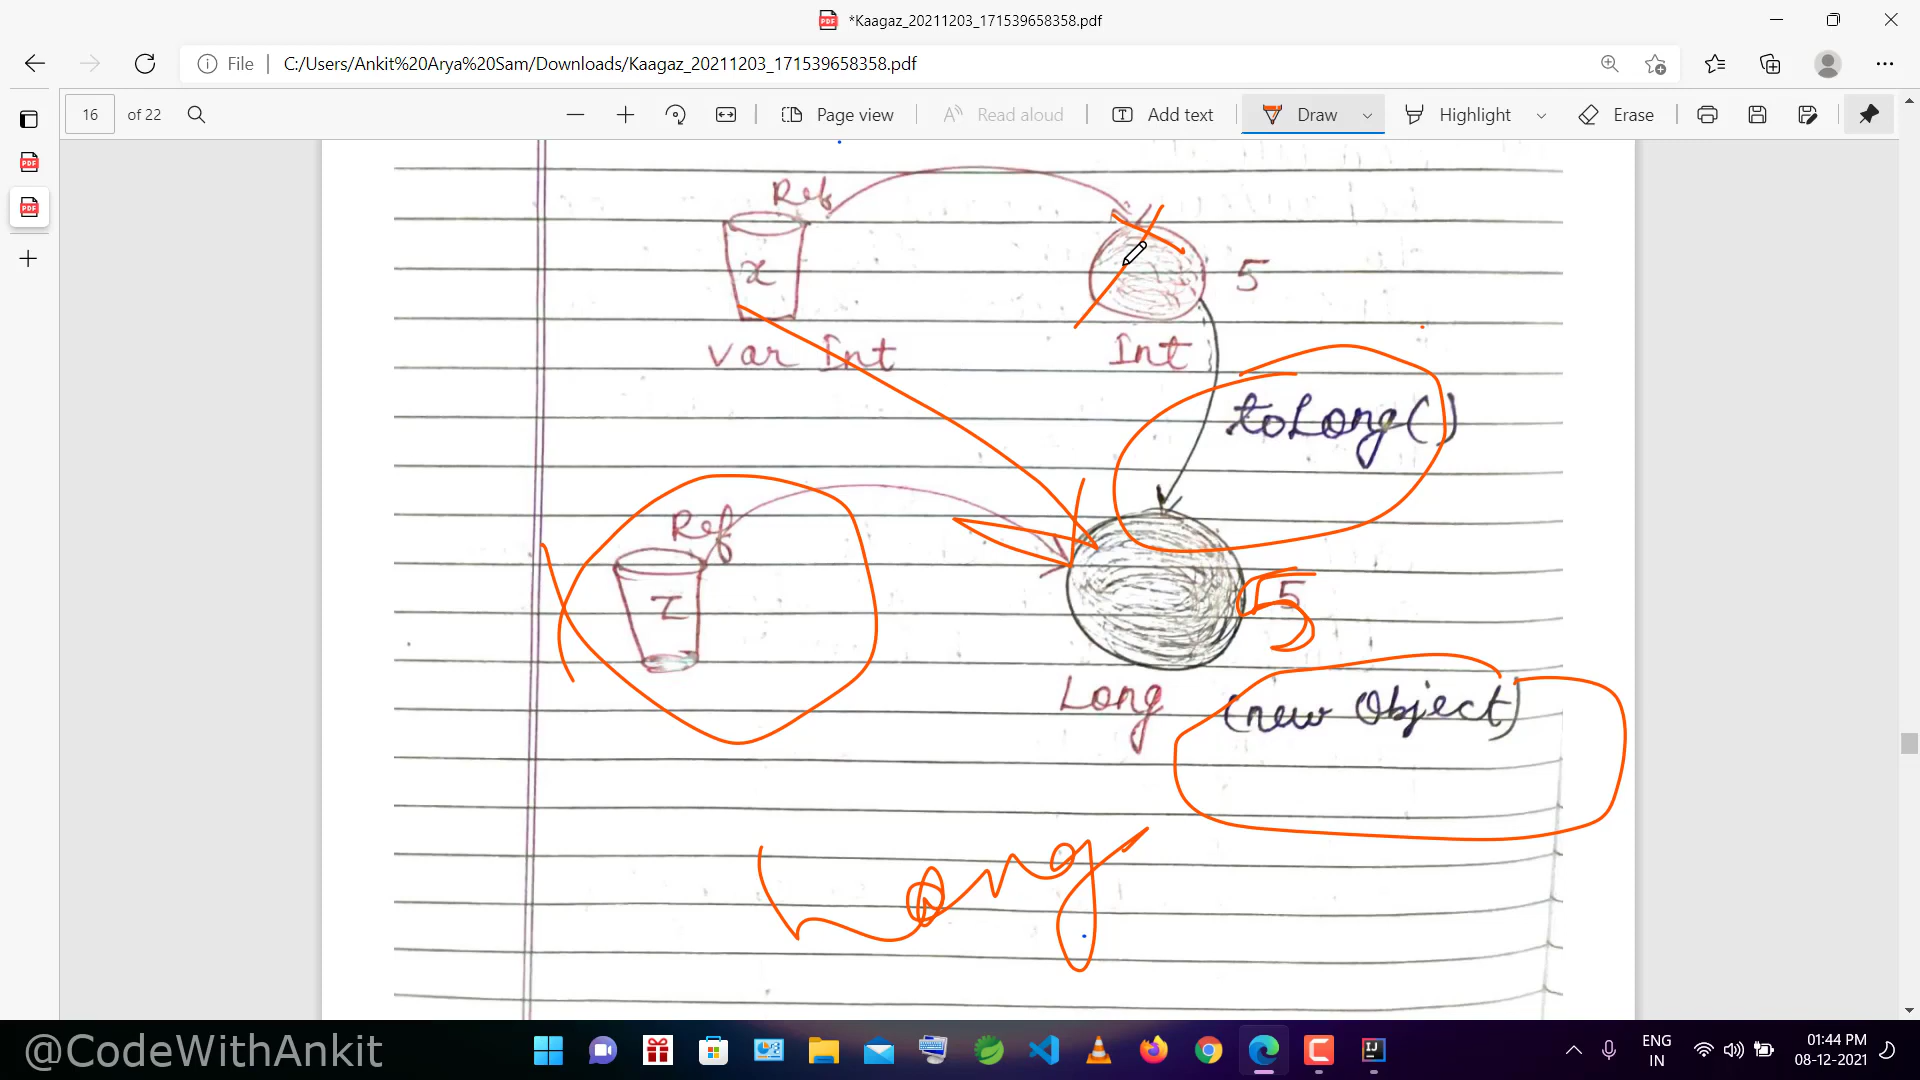 *Kaagaz_20211203_171539658358.pdf
File C:/Users/Ankit%20Arya%20Sam/Downloads/Kaagaz_20211203_171539658358.pdf
16 of 22 Page view Read aloud Add text Draw Highlight Erase
Ref
x 5
Var Int Int
toLong()
Ref
z 5
Long (new Object)
Long
@CodeWithAnkit
ENG
IN
01:44 PM
08-12-2021